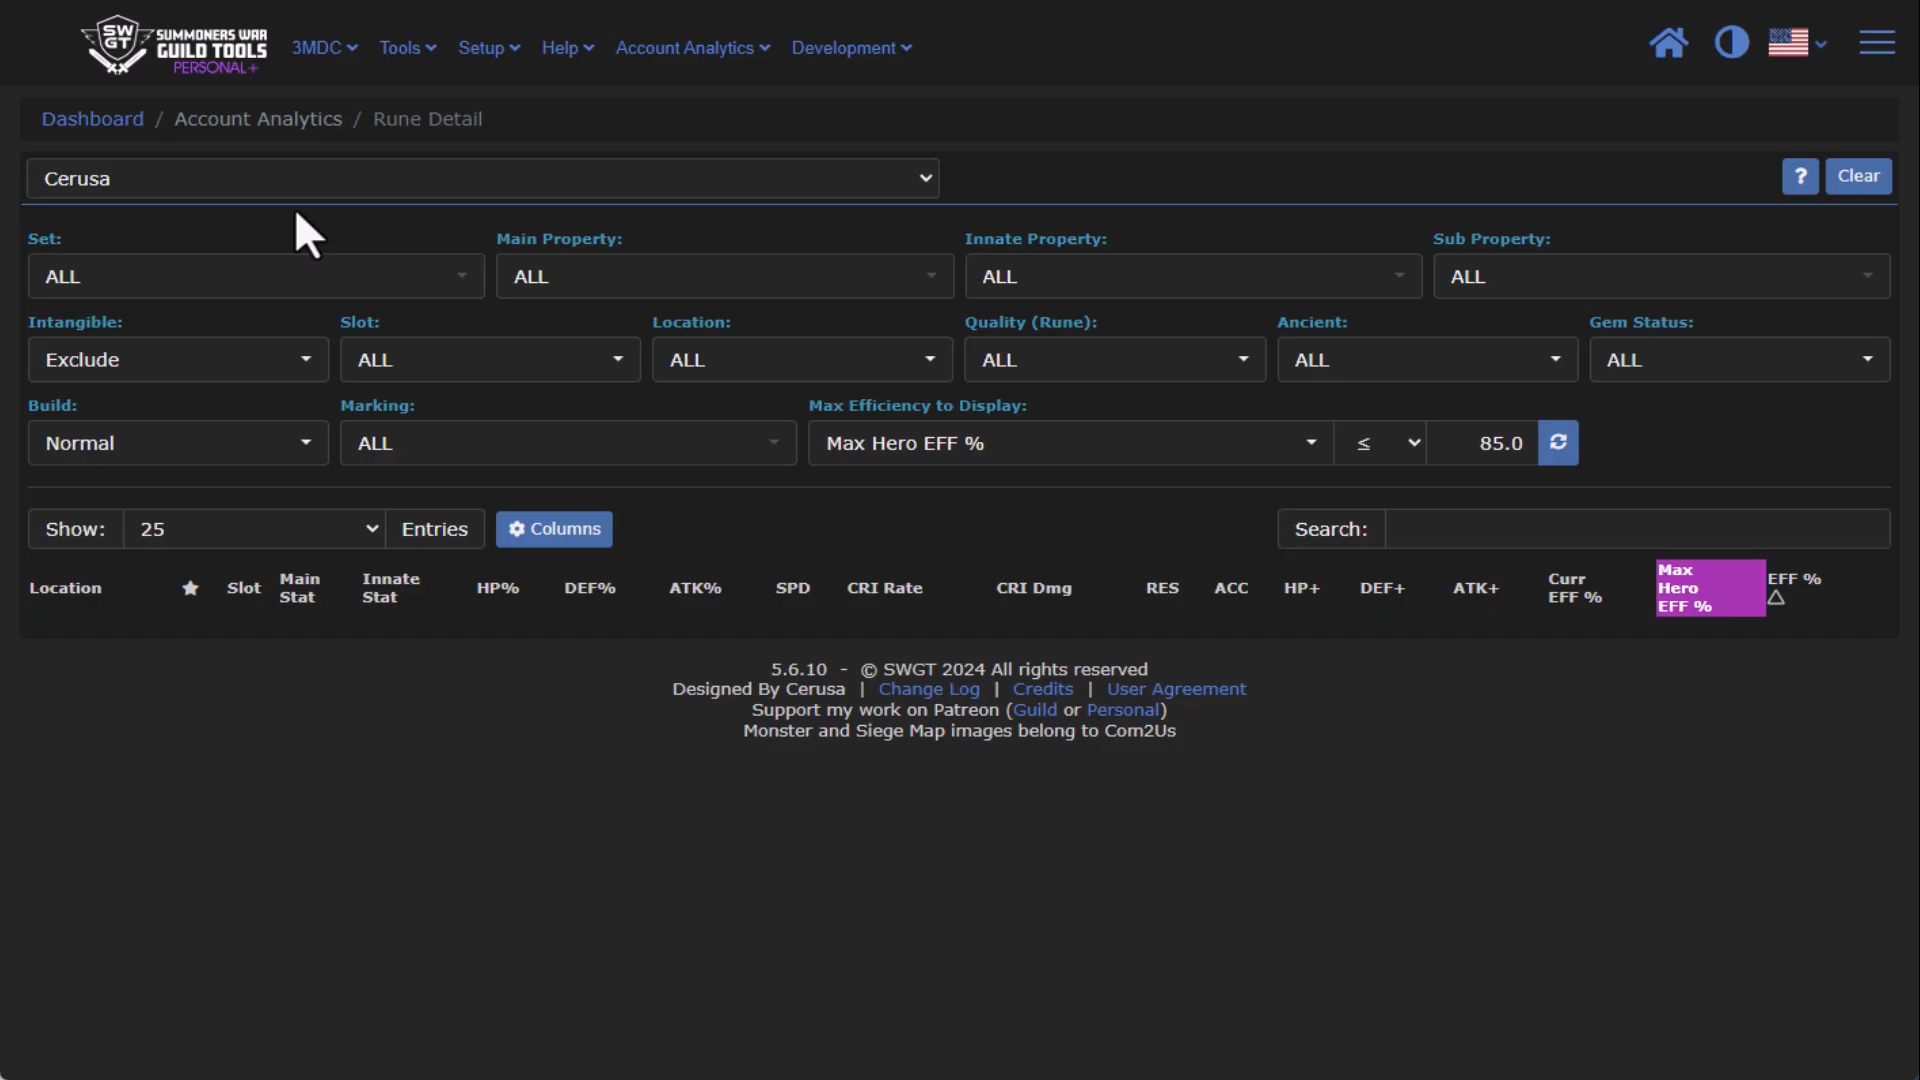 SW
GT
SUMMONERS WAR
GUILD TOOLS
PERSONAL+
3MDC Tools Setup Help Account Analytics Development
Dashboard / Account Analytics / Rune Detail
Cerusa
? Clear
Set: Main Property: Innate Property: Sub Property:
ALL ALL ALL ALL
Intangible: Slot: Location: Quality (Rune): Ancient: Gem Status:
Exclude ALL ALL ALL ALL ALL
Build: Marking: Max Efficiency to Display:
Normal ALL Max Hero EFF % ≤ 85.0
Show: 25 Entries Columns Search:
Location ★ Slot Main Stat Innate Stat HP% DEF% ATK% SPD CRI Rate CRI Dmg RES ACC HP+ DEF+ ATK+ Curr EFF % Max Hero EFF % EFF % △
5.6.10 - © SWGT 2024 All rights reserved
Designed By Cerusa | Change Log | Credits | User Agreement
Support my work on Patreon (Guild or Personal)
Monster and Siege Map images belong to Com2Us